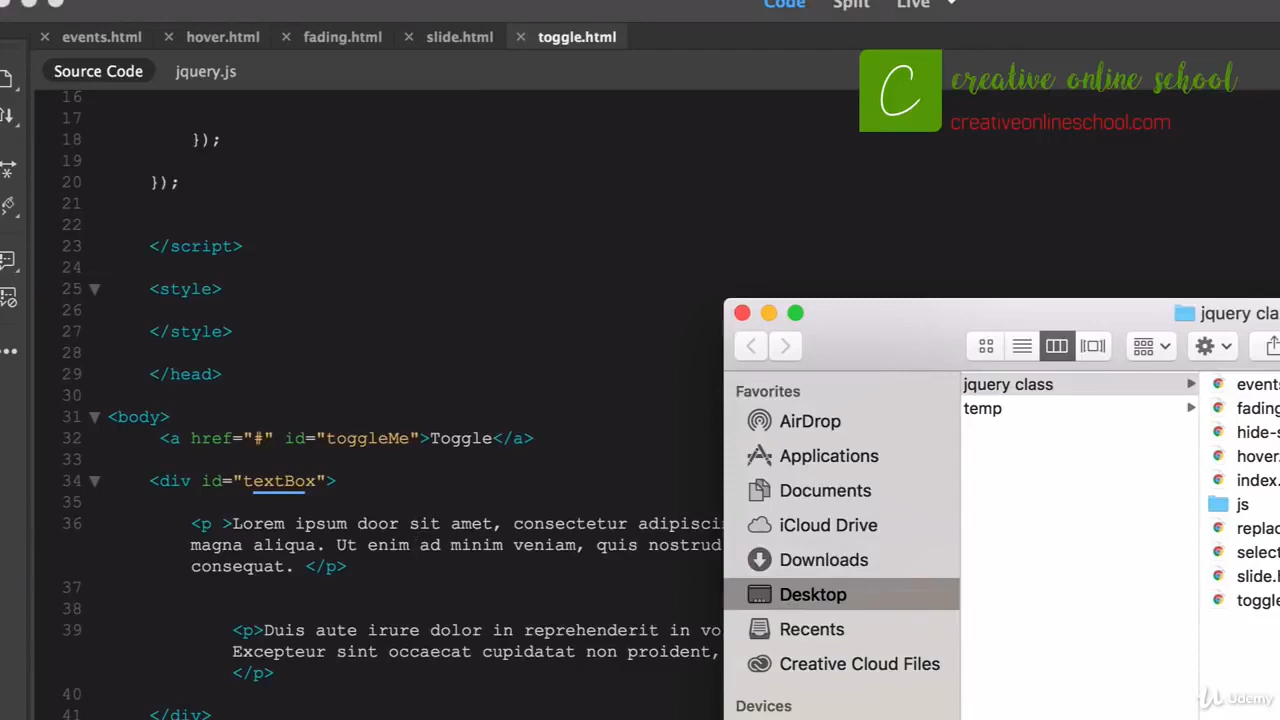 Code Split Live
events.html hover.html fading.html slide.html toggle.html
Source Code jquery.js
C creative online school
creativeonlineschool.com
16
17
18 });
19
20 });
21
22
23 </script>
24
25 <style>
26
27 </style>
28
29 </head>
30
31 <body>
32 <a href="#" id="toggleMe">Toggle</a>
33
34 <div id="textBox">
35
36 <p >Lorem ipsum door sit amet, consectetur adipiscin
magna aliqua. Ut enim ad minim veniam, quis nostrud
consequat. </p>
37
38
39 <p>Duis aute irure dolor in reprehenderit in vo
Excepteur sint occaecat cupidatat non proident,
</p>
40
41 </div>
jquery cla
Favorites
AirDrop
Applications
Documents
iCloud Drive
Downloads
Desktop
Recents
Creative Cloud Files
Devices
jquery class
temp
events
fading
hide-s
hover.
index.
js
replac
select
slide.h
toggle
Udemy